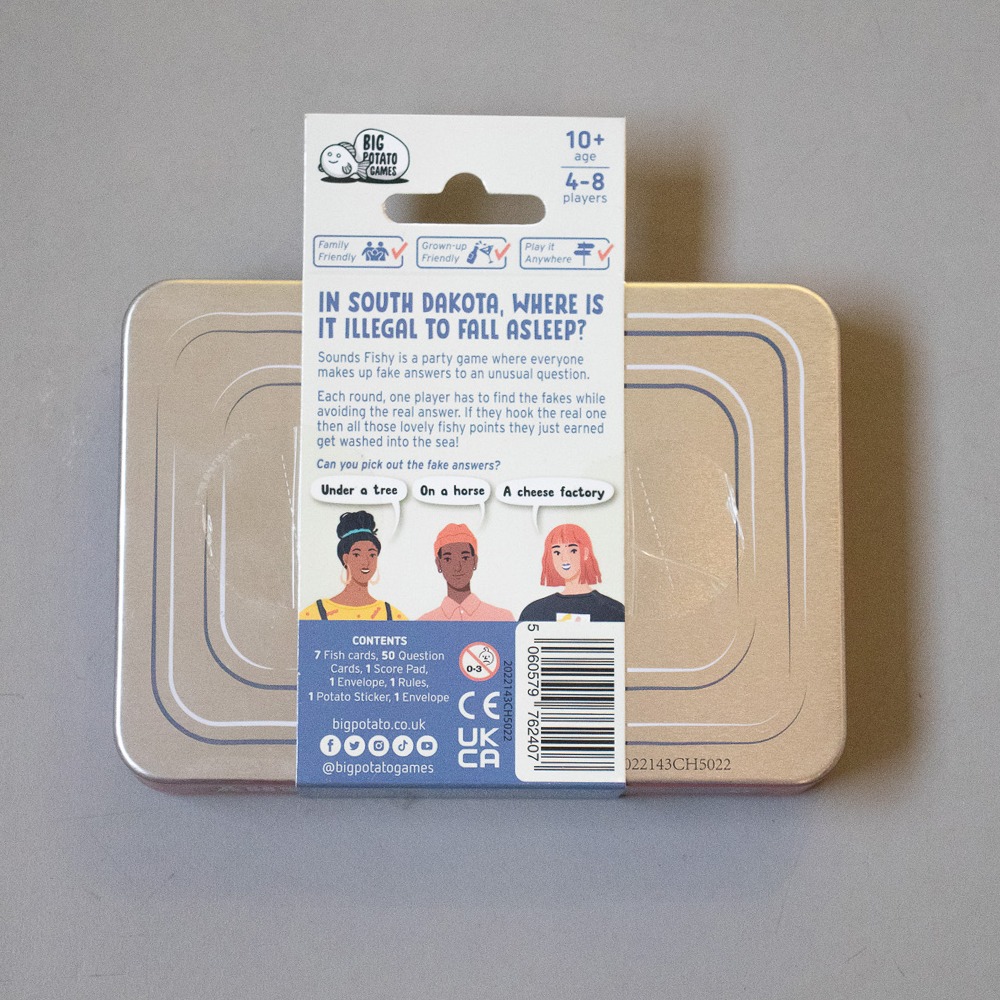 BIG
POTATO
GAMES
10+
age
4-8
players
Family
Friendly
Grown-up
Friendly
Play it
Anywhere
IN SOUTH DAKOTA, WHERE IS
IT ILLEGAL TO FALL ASLEEP?
Sounds Fishy is a party game where everyone
makes up fake answers to an unusual question.
Each round, one player has to find the fakes while
avoiding the real answer. If they hook the real one
then all those lovely fishy points they just earned
get washed into the sea!
Can you pick out the fake answers?
Under a tree
On a horse
A cheese factory
CONTENTS
7 Fish cards, 50 Question
Cards, 1 Score Pad,
1 Envelope, 1 Rules,
1 Potato Sticker, 1 Envelope
bigpotato.co.uk
@bigpotatogames
0-3
CE
UK
CA
2022143CH5022
5 060579 762407
022143CH5022